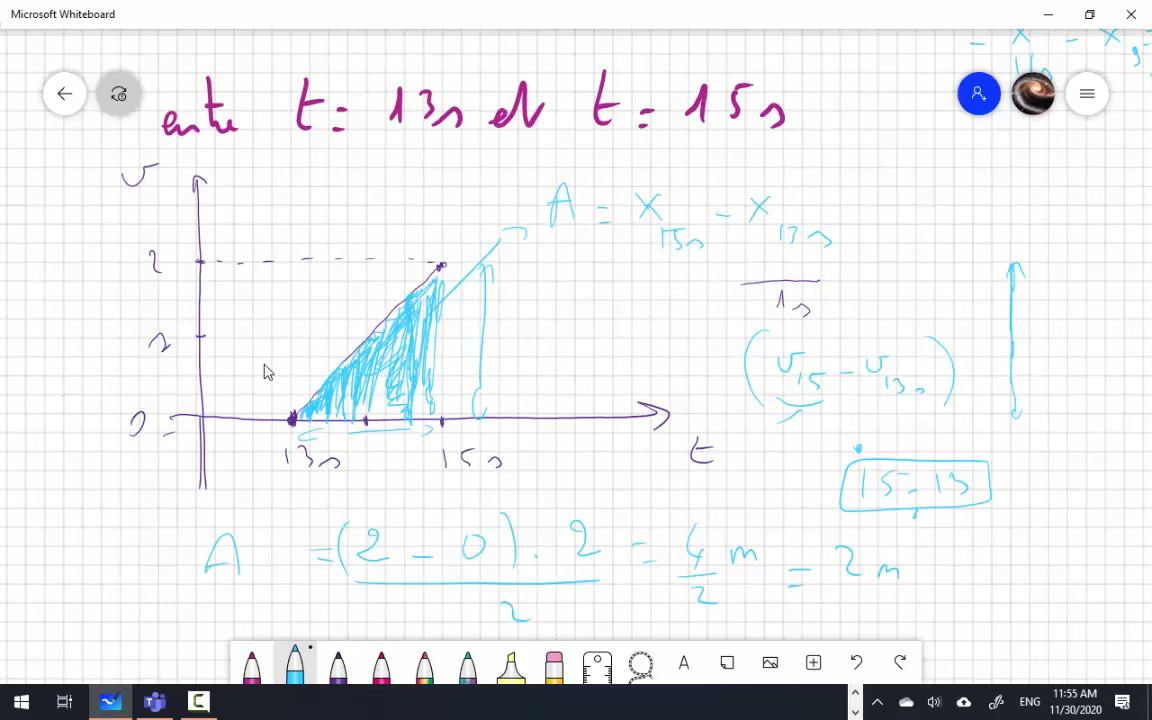 Microsoft Whiteboard
entre t = 13s et t = 15s
v
2
1
0
13s
15s
t
A = x15s - x13s
1s
(v15 - v13s)
15-13
A = (2 - 0) . 2 / 2 = 4/2 m = 2 m
A
ENG
11:55 AM
11/30/2020